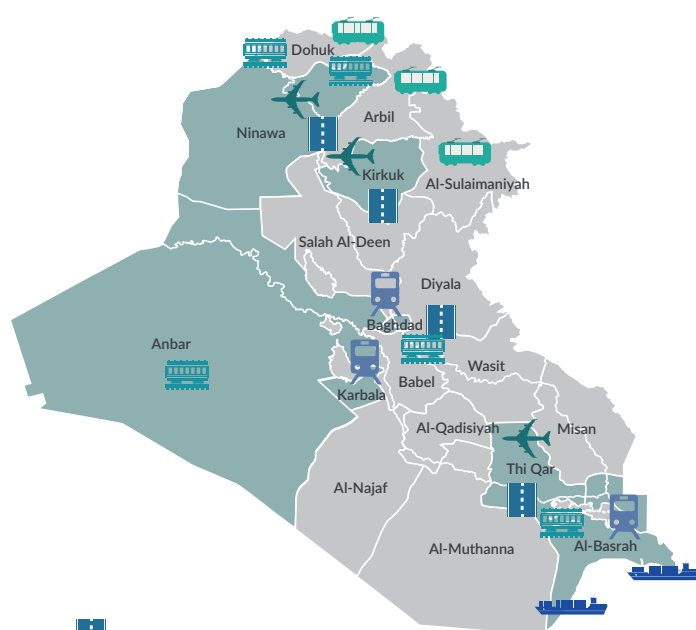 Dohuk
Arbil
Ninawa
Kirkuk
Al-Sulaimaniyah
Salah Al-Deen
Diyala
Baghdad
Anbar
Wasit
Babel
Karbala
Al-Qadisiyah
Misan
Thi Qar
Al-Najaf
Al-Basrah
Al-Muthanna